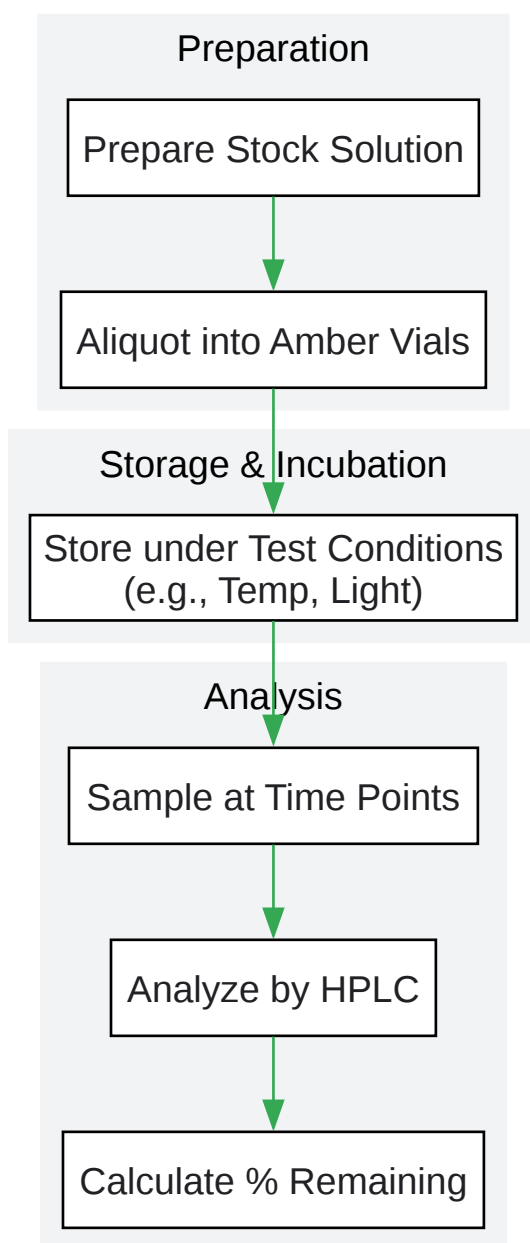 Preparation
Prepare Stock Solution
Aliquot into Amber Vials
Storage & Incubation
Store under Test Conditions
(e.g., Temp, Light)
Analysis
Sample at Time Points
Analyze by HPLC
Calculate % Remaining